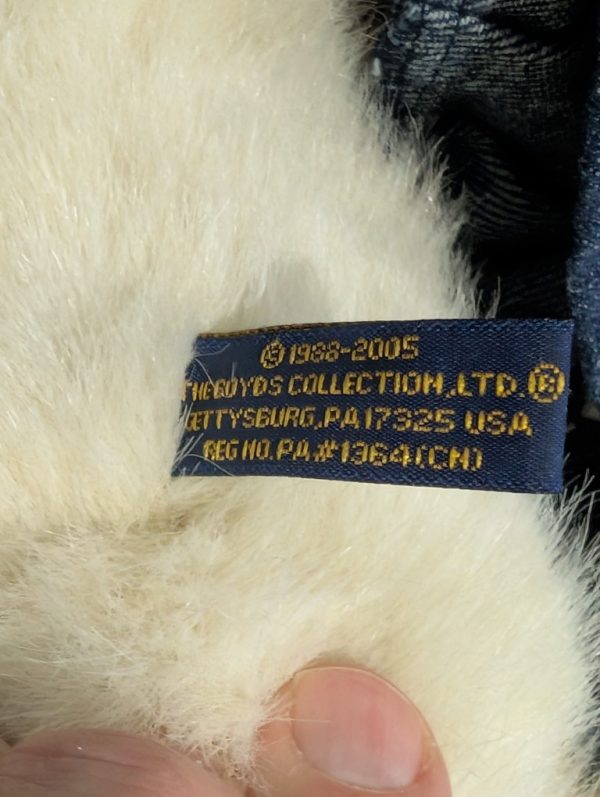 © 1988-2005
THE BOYDS COLLECTION, LTD. ®
GETTYSBURG, PA 17325 USA
REG NO. PA#1364(CN)